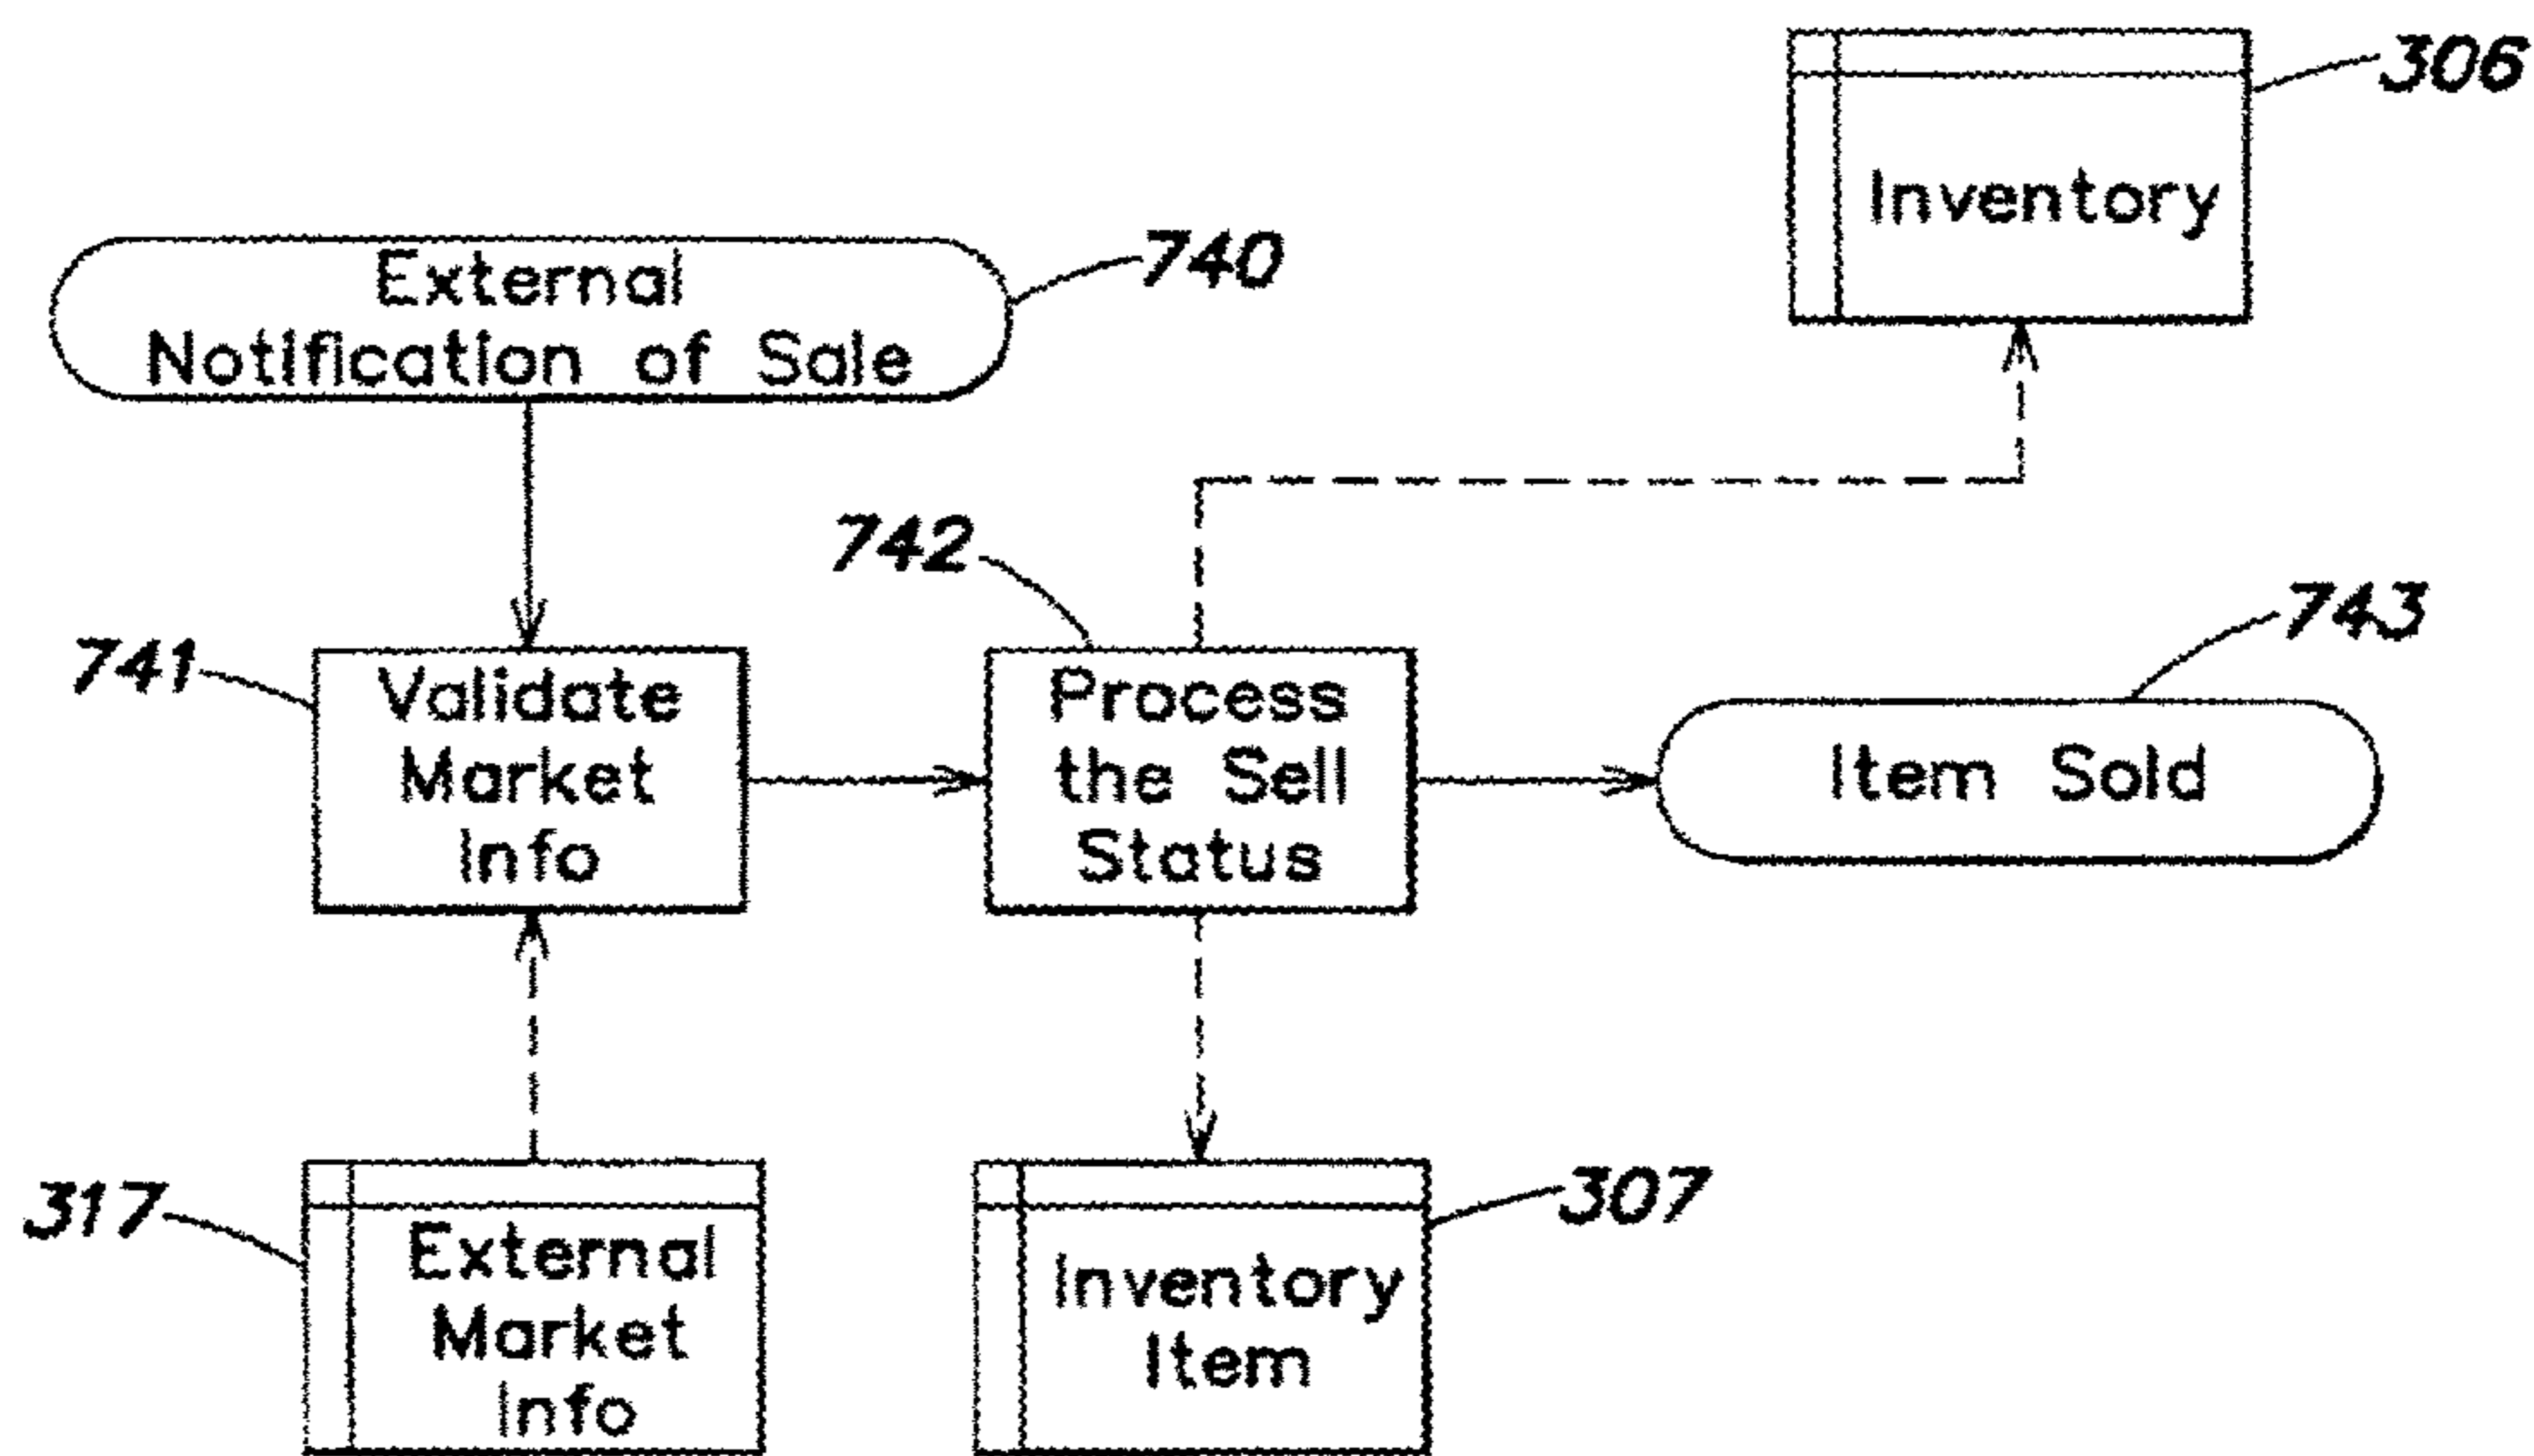 306
Inventory
740
External
Notification of Sale
742
743
741
Validate
Market
Info
Process
the Sell
Status
Item Sold
317
External
Market
Info
307
Inventory
Item